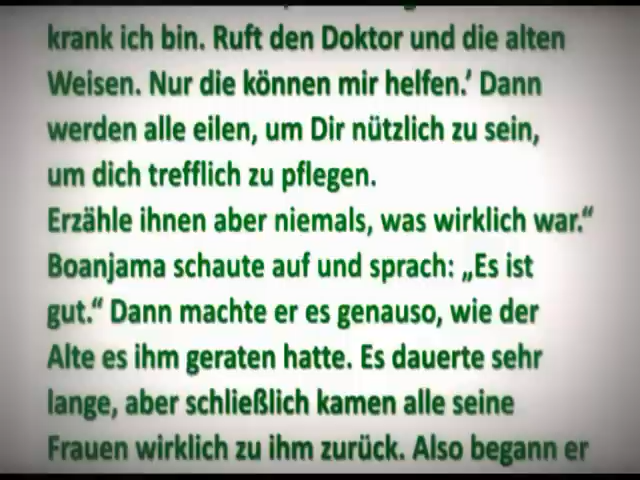 krank ich bin. Ruft den Doktor und die alten
Weisen. Nur die können mir helfen.‘ Dann
werden alle eilen, um Dir nützlich zu sein,
um dich trefflich zu pflegen.
Erzähle ihnen aber niemals, was wirklich war.“
Boanjama schaute auf und sprach: „Es ist
gut.“ Dann machte er es genauso, wie der
Alte es ihm geraten hatte. Es dauerte sehr
lange, aber schließlich kamen alle seine
Frauen wirklich zu ihm zurück. Also begann er